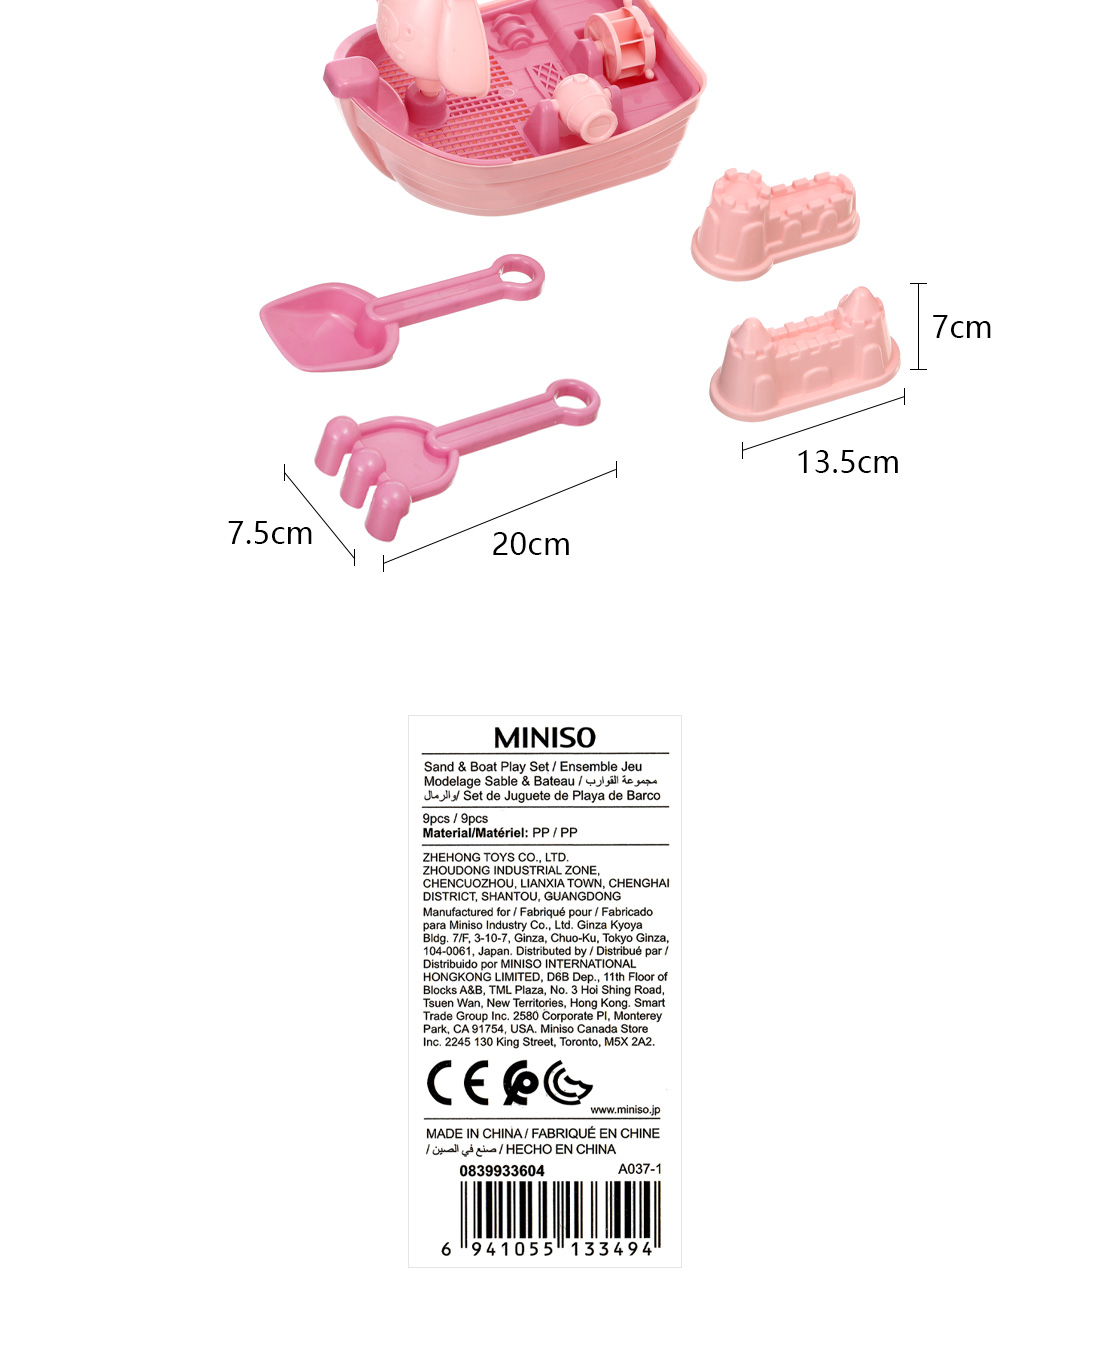 7cm
13.5cm
7.5cm
20cm
MINISO
Sand & Boat Play Set / Ensemble Jeu
Modelage Sable & Bateau / مجموعة القوارب
والرمال/ Set de Juguete de Playa de Barco
9pcs / 9pcs
Material/Matériel: PP / PP
ZHEHONG TOYS CO., LTD.
ZHOUDONG INDUSTRIAL ZONE,
CHENCUOZHOU, LIANXIA TOWN, CHENGHAI
DISTRICT, SHANTOU, GUANGDONG
Manufactured for / Fabriqué pour / Fabricado
para Miniso Industry Co., Ltd. Ginza Kyoya
Bldg. 7/F, 3-10-7, Ginza, Chuo-Ku, Tokyo Ginza,
104-0061, Japan. Distributed by / Distribué par /
Distribuido por MINISO INTERNATIONAL
HONGKONG LIMITED, D6B Dep., 11th Floor of
Blocks A&B, TML Plaza, No. 3 Hoi Shing Road,
Tsuen Wan, New Territories, Hong Kong. Smart
Trade Group Inc. 2580 Corporate Pl, Monterey
Park, CA 91754, USA. Miniso Canada Store
Inc. 2245 130 King Street, Toronto, M5X 2A2.
CE
www.miniso.jp
MADE IN CHINA / FABRIQUÉ EN CHINE
/ صنع في الصين / HECHO EN CHINA
0839933604 A037-1
6 941055 133494